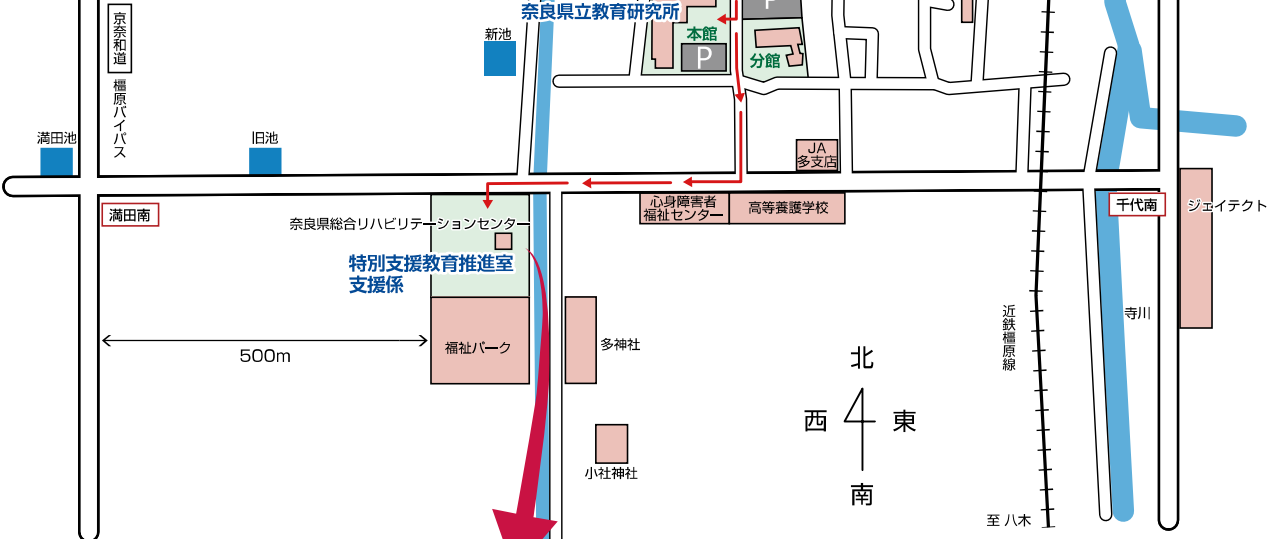 奈良県立教育研究所
P
本館
P
分館
京奈和道
橿原バイパス
新池
満田池
旧池
JA
多支店
満田南
心身障害者
福祉センター
高等養護学校
千代南
ジェイテクト
奈良県総合リハビリテーションセンター
特別支援教育推進室
支援係
近鉄橿原線
寺川
500m
福祉パーク
多神社
北
西
東
南
小社神社
至 八木